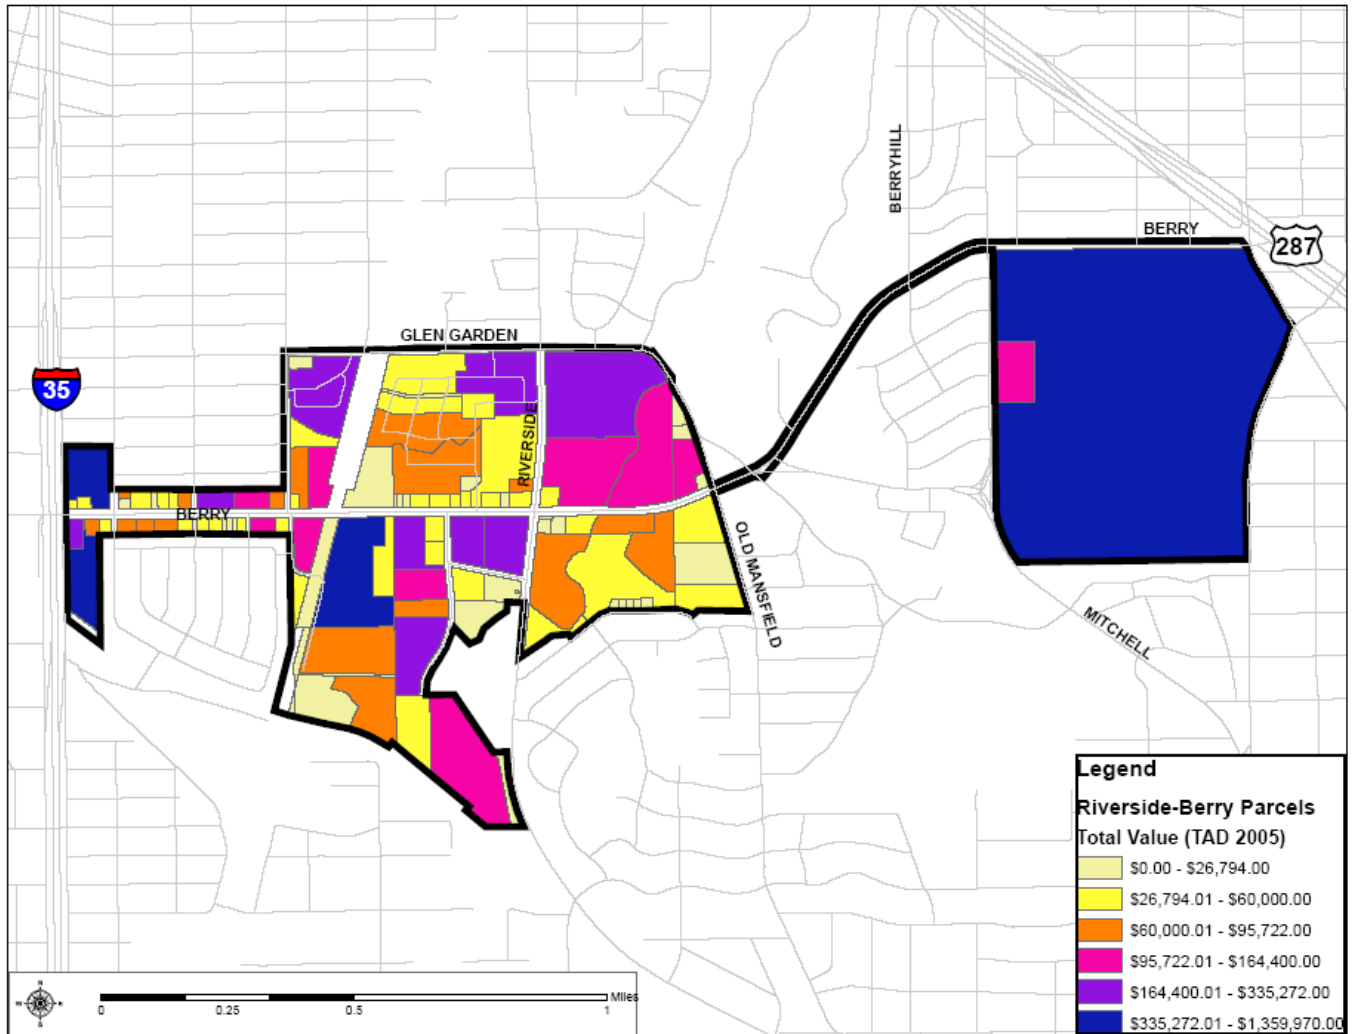 BERRYHILL
BERRY
287
GLEN GARDEN
35
RIVERSIDE
BERRY
OLD MANSFIELD
MITCHELL
Legend
Riverside-Berry Parcels
Total Value (TAD 2005)
$0.00 - $26,794.00
$26,794.01 - $60,000.00
$60,000.01 - $95,722.00
$95,722.01 - $164,400.00
$164,400.01 - $335,272.00
$335,272.01 - $1,359,970.00
N
W
E
S
Miles
0
0.25
0.5
1